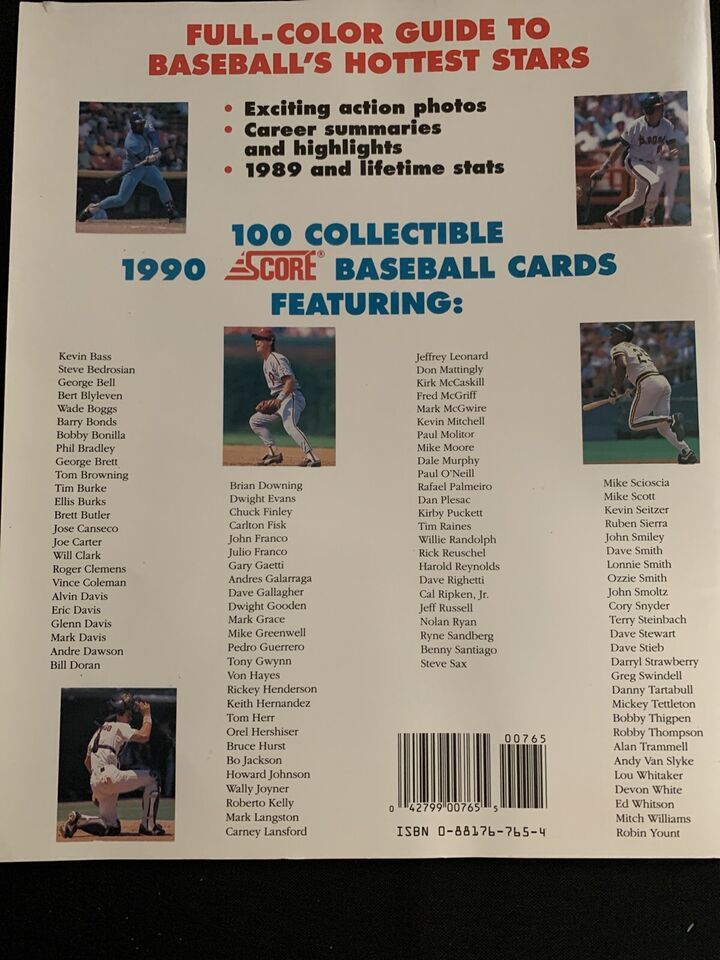 FULL-COLOR GUIDE TO
BASEBALL'S HOTTEST STARS
• Exciting action photos
• Career summaries
and highlights
• 1989 and lifetime stats
100 COLLECTIBLE
1990 SCORE® BASEBALL CARDS
FEATURING:
Kevin Bass
Steve Bedrosian
George Bell
Bert Blyleven
Wade Boggs
Barry Bonds
Bobby Bonilla
Phil Bradley
George Brett
Tom Browning
Tim Burke
Ellis Burks
Brett Butler
Jose Canseco
Joe Carter
Will Clark
Roger Clemens
Vince Coleman
Alvin Davis
Eric Davis
Glenn Davis
Mark Davis
Andre Dawson
Bill Doran
Brian Downing
Dwight Evans
Chuck Finley
Carlton Fisk
John Franco
Julio Franco
Gary Gaetti
Andres Galarraga
Dave Gallagher
Dwight Gooden
Mark Grace
Mike Greenwell
Pedro Guerrero
Tony Gwynn
Von Hayes
Rickey Henderson
Keith Hernandez
Tom Herr
Orel Hershiser
Bruce Hurst
Bo Jackson
Howard Johnson
Wally Joyner
Roberto Kelly
Mark Langston
Carney Lansford
Jeffrey Leonard
Don Mattingly
Kirk McCaskill
Fred McGriff
Mark McGwire
Kevin Mitchell
Paul Molitor
Mike Moore
Dale Murphy
Paul O'Neill
Rafael Palmeiro
Dan Plesac
Kirby Puckett
Tim Raines
Willie Randolph
Rick Reuschel
Harold Reynolds
Dave Righetti
Cal Ripken, Jr.
Jeff Russell
Nolan Ryan
Ryne Sandberg
Benny Santiago
Steve Sax
Mike Scioscia
Mike Scott
Kevin Seitzer
Ruben Sierra
John Smiley
Dave Smith
Lonnie Smith
Ozzie Smith
John Smoltz
Cory Snyder
Terry Steinbach
Dave Stewart
Dave Stieb
Darryl Strawberry
Greg Swindell
Danny Tartabull
Mickey Tettleton
Bobby Thigpen
Robby Thompson
Alan Trammell
Andy Van Slyke
Lou Whitaker
Devon White
Ed Whitson
Mitch Williams
Robin Yount
00765
0 42799 00765 5
ISBN 0-88176-765-4